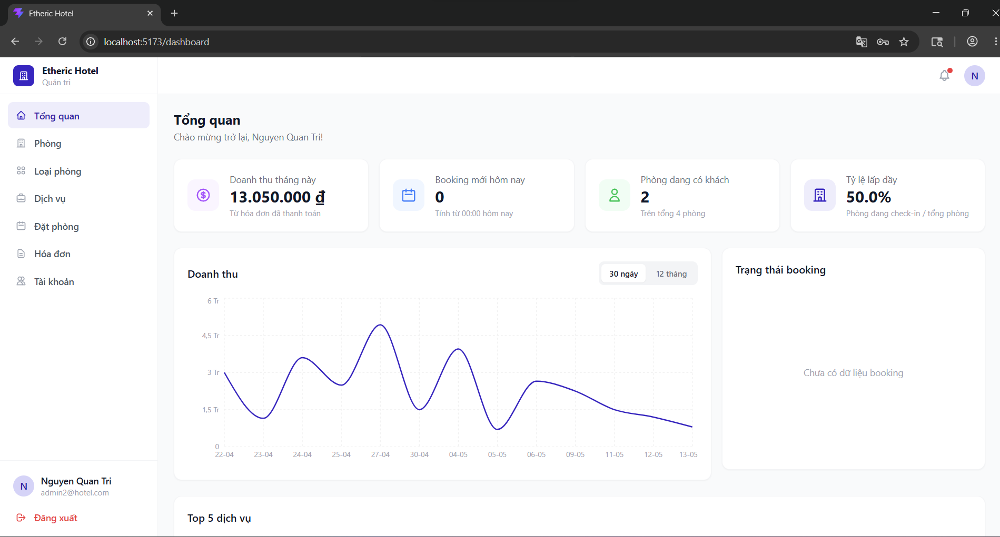 Etheric Hotel
localhost:5173/dashboard
Etheric Hotel
Quản trị
N
Tổng quan
Phòng
Loại phòng
Dịch vụ
Đặt phòng
Hóa đơn
Tài khoản
N
Nguyen Quan Tri
admin2@hotel.com
Đăng xuất
Tổng quan
Chào mừng trở lại, Nguyen Quan Tri!
Doanh thu tháng này
13.050.000 ₫
Từ hóa đơn đã thanh toán
Booking mới hôm nay
0
Tính từ 00:00 hôm nay
Phòng đang có khách
2
Trên tổng 4 phòng
Tỷ lệ lấp đầy
50.0%
Phòng đang check-in / tổng phòng
Doanh thu
30 ngày 12 tháng
6 Tr
4,5 Tr
3 Tr
1,5 Tr
0
22-04 23-04 24-04 25-04 27-04 30-04 04-05 05-05 06-05 09-05 11-05 12-05 13-05
Trạng thái booking
Chưa có dữ liệu booking
Top 5 dịch vụ